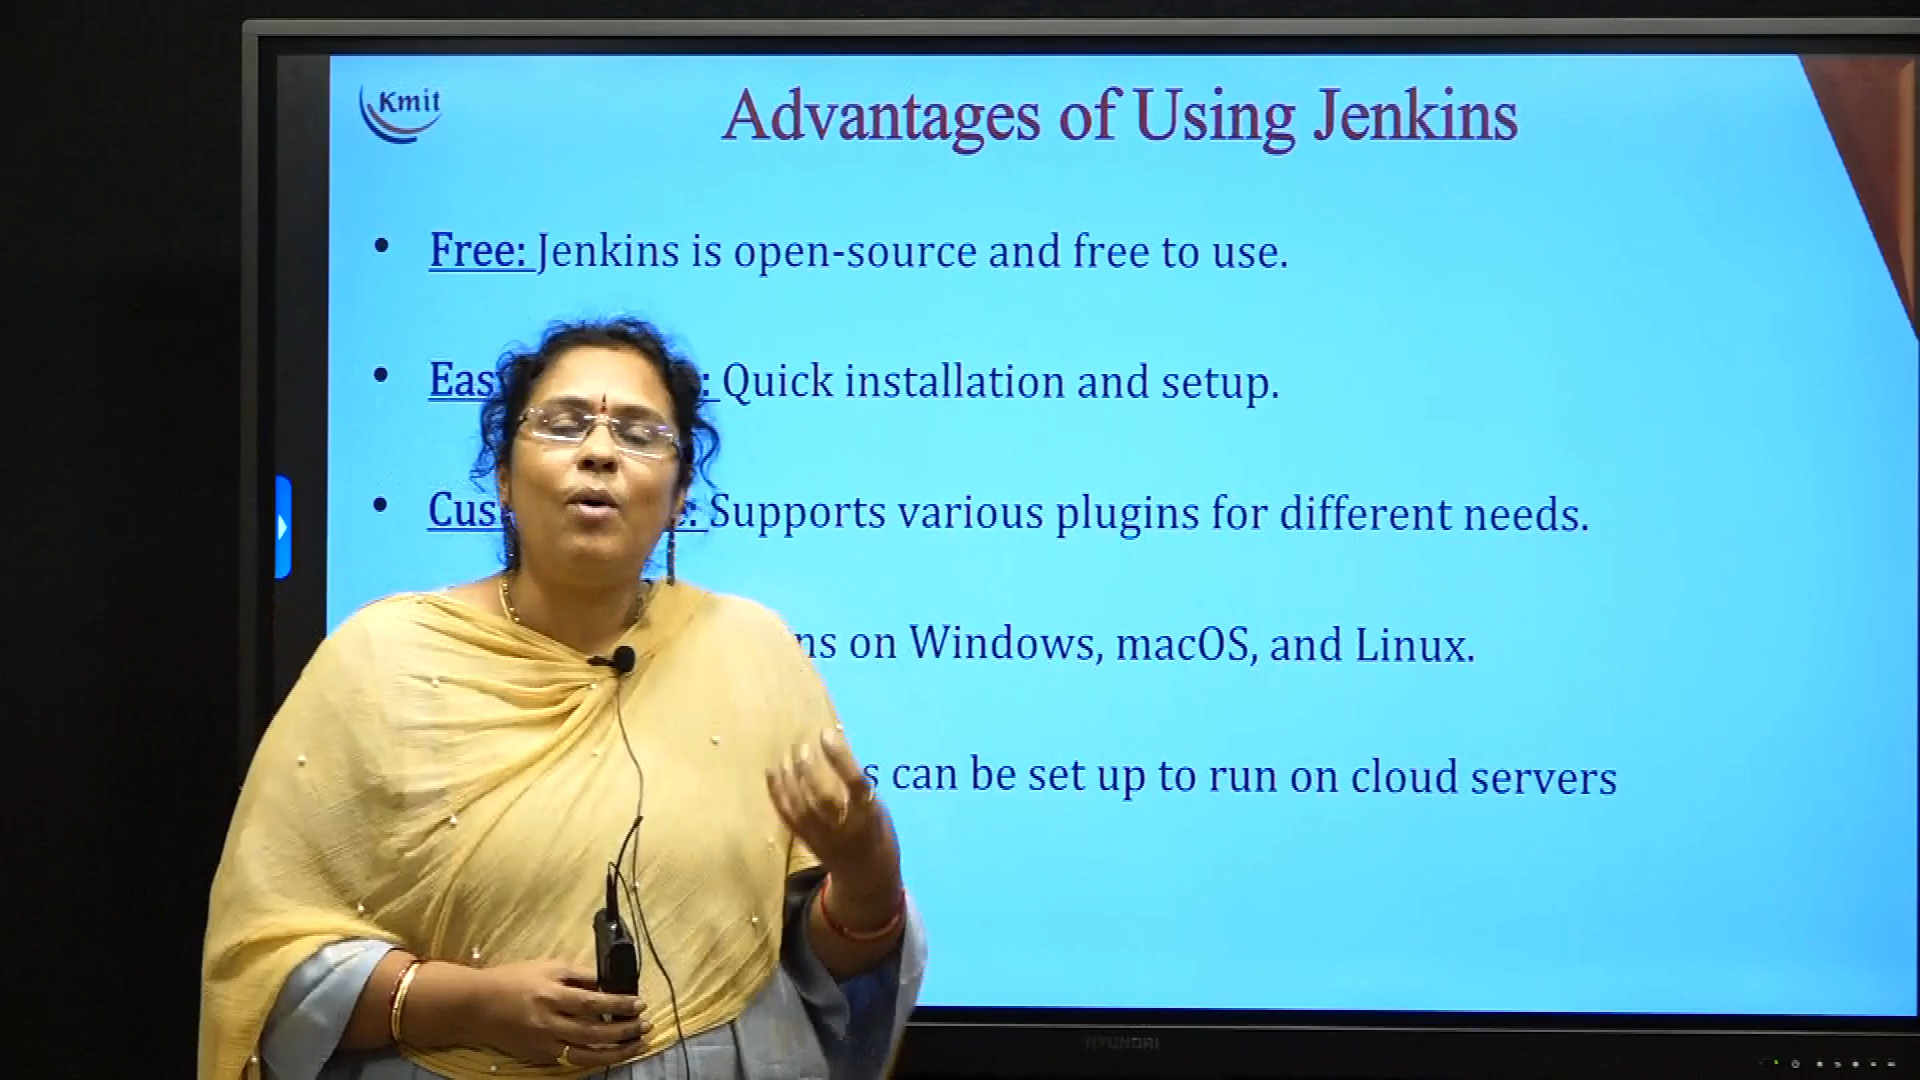 Kmit
Advantages of Using Jenkins
Free: Jenkins is open-source and free to use.
: Quick installation and setup.
: Supports various plugins for different needs.
on Windows, macOS, and Linux.
can be set up to run on cloud servers
HYUNDAI